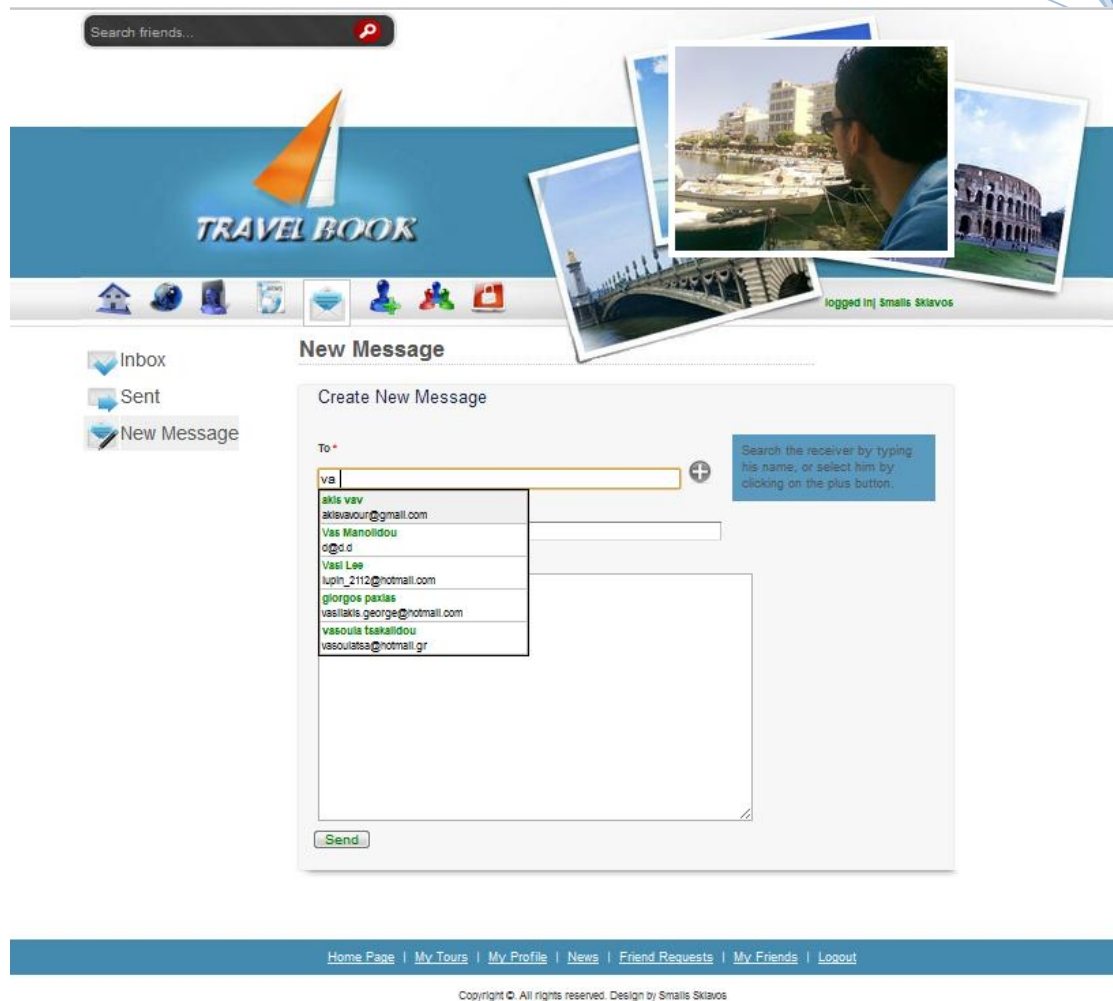 Search friends...
TRAVEL BOOK
NEWS
logged in| Smails Sklavos
Inbox
Sent
New Message
New Message
Create New Message
To *
va
Search the receiver by typing
his name, or select him by
clicking on the plus button.
akis vav
akisvavour@gmail.com
Vas Manolidou
d@d.d
Vasi Lee
lupin_2112@hotmail.com
giorgos paxias
vasilakis.george@hotmail.com
vasoula tsakalidou
vasoulatsa@hotmail.gr
Send
Home Page | My Tours | My Profile | News | Friend Requests | My Friends | Logout
Copyright ©. All rights reserved. Design by Smails Sklavos